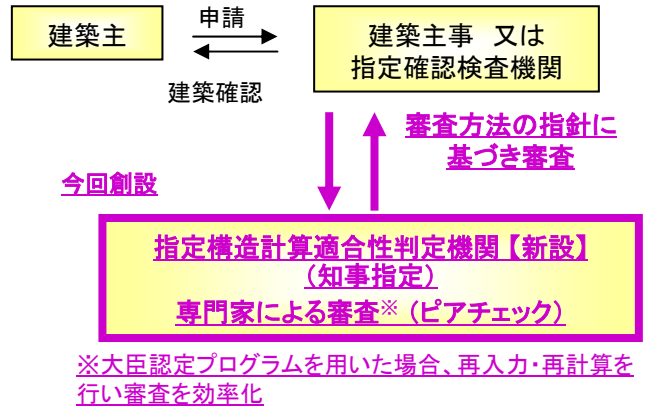 建築主
申請
建築確認
建築主事 又は
指定確認検査機関
審査方法の指針に
基づき審査
今回創設
指定構造計算適合性判定機関【新設】
(知事指定)
専門家による審査※(ピアチェック)
※大臣認定プログラムを用いた場合、再入力・再計算を
行い審査を効率化